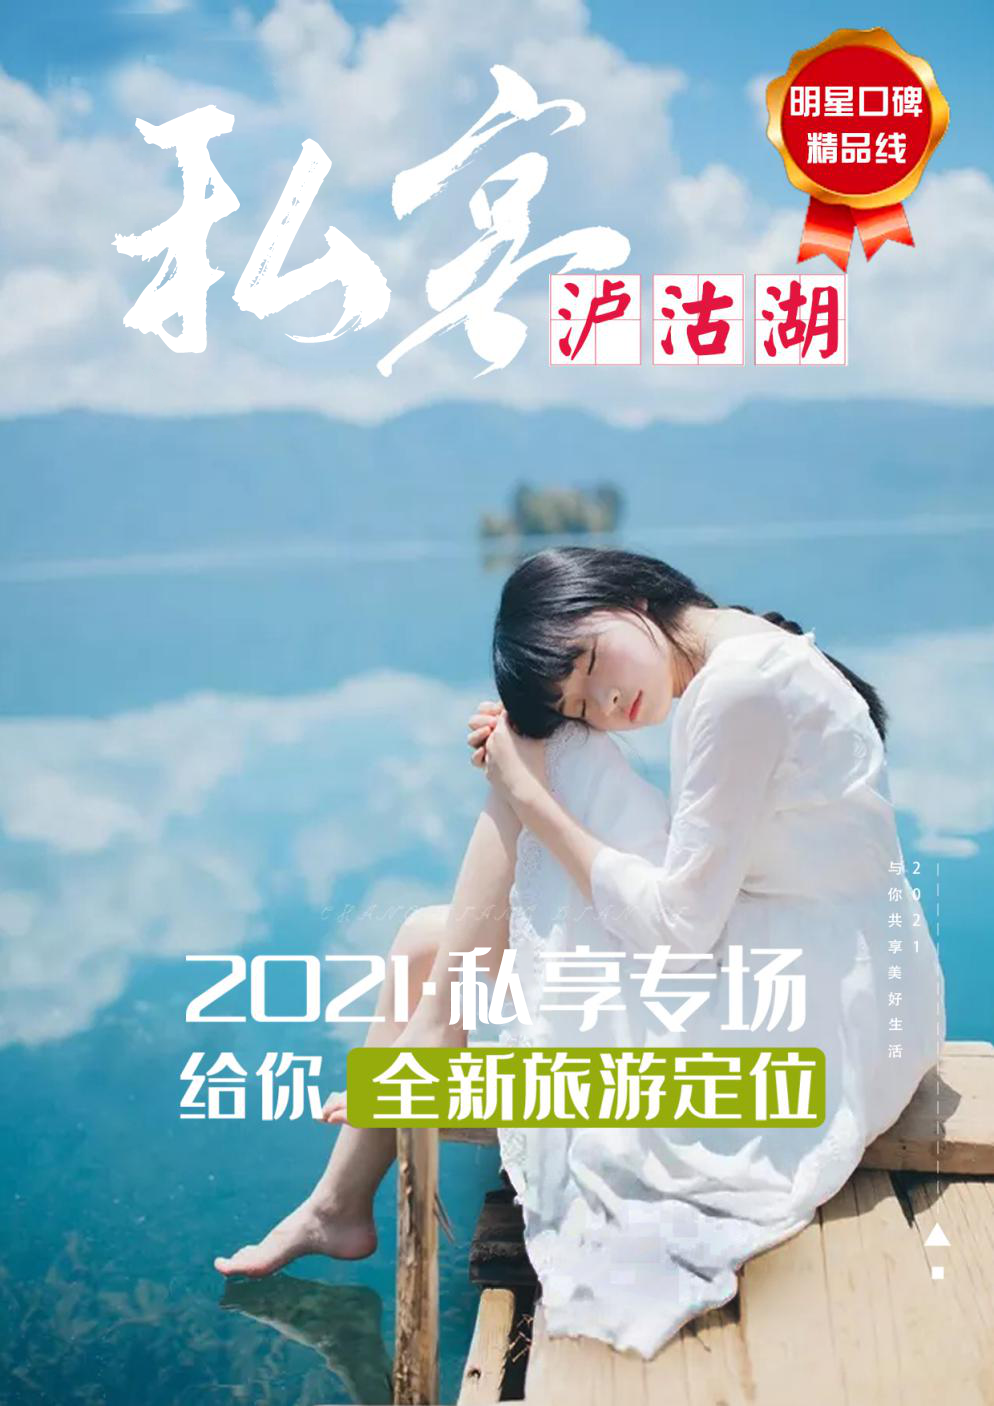 私客
泸沽湖
明星口碑
精品线
2021·私享专场
给你 全新旅游定位
2021
与你共享美好生活